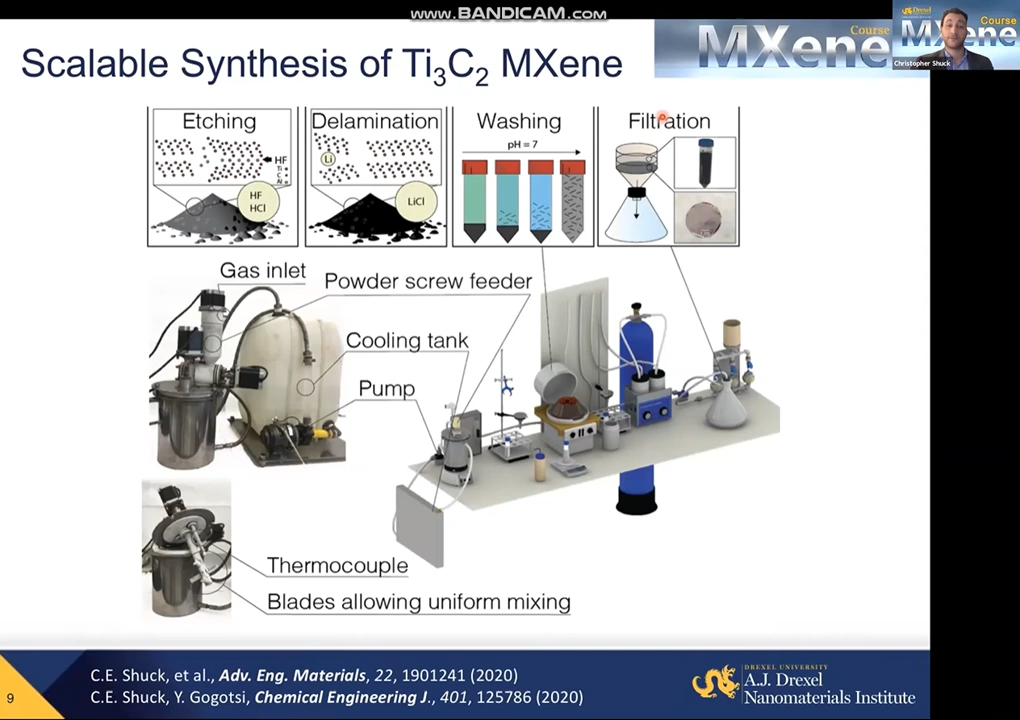 www.BANDICAM.com
Course
MXene
Course
MXene
Christopher Shuck
Scalable Synthesis of Ti3C2 MXene
Etching
HF
HF
HCl
Delamination
Li
LiCl
Washing
pH = 7
Filtration
Gas inlet
Powder screw feeder
Cooling tank
Pump
Thermocouple
Blades allowing uniform mixing
9
C.E. Shuck, et al., Adv. Eng. Materials, 22, 1901241 (2020)
C.E. Shuck, Y. Gogotsi, Chemical Engineering J., 401, 125786 (2020)
DREXEL UNIVERSITY
A.J. Drexel
Nanomaterials Institute